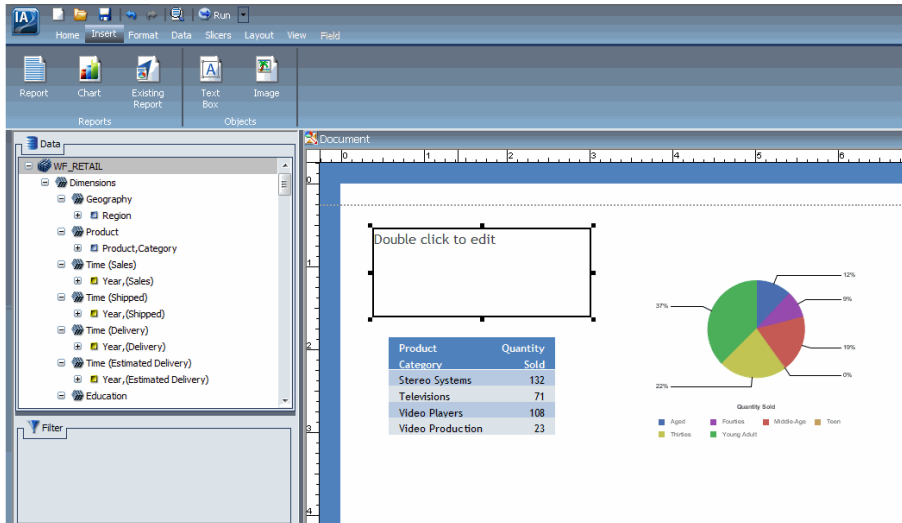 IA
Run
Home Insert Format Data Slicers Layout View Field
Report Chart Existing Report Text Box Image
Reports Objects
Data
WF_RETAIL
Dimensions
Geography
Region
Product
Product,Category
Time (Sales)
Year,(Sales)
Time (Shipped)
Year,(Shipped)
Time (Delivery)
Year,(Delivery)
Time (Estimated Delivery)
Year,(Estimated Delivery)
Education
Filter
Document
0 1 2 3 4 5 6
0
1
2
3
4
Double click to edit
Product Quantity
Category Sold
Stereo Systems 132
Televisions 71
Video Players 108
Video Production 23
12%
9%
37%
19%
0%
22%
Quantity Sold
Aged Fourties Middle-Age Teen
Thirties Young Adult